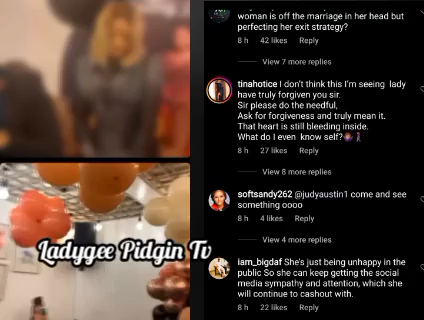 woman is off the marriage in her head but
perfecting her exit strategy?
8 h 42 likes Reply
View 7 more replies
tinahotice I don't think this I'm seeing lady
have truly forgiven you sir.
Sir please do the needful,
Ask for forgiveness and truly mean it.
That heart is still bleeding inside.
What do I even know self?
8 h 27 likes Reply
View 8 more replies
softsandy262 @judyaustin1 come and see
something oooo
8 h 4 likes Reply
View 4 more replies
Ladygee Pidgin Tv
iam_bigdaf She's just being unhappy in the
public So she can keep getting the social
media sympathy and attention, which she
will continue to cashout with.
8 h 22 likes Reply